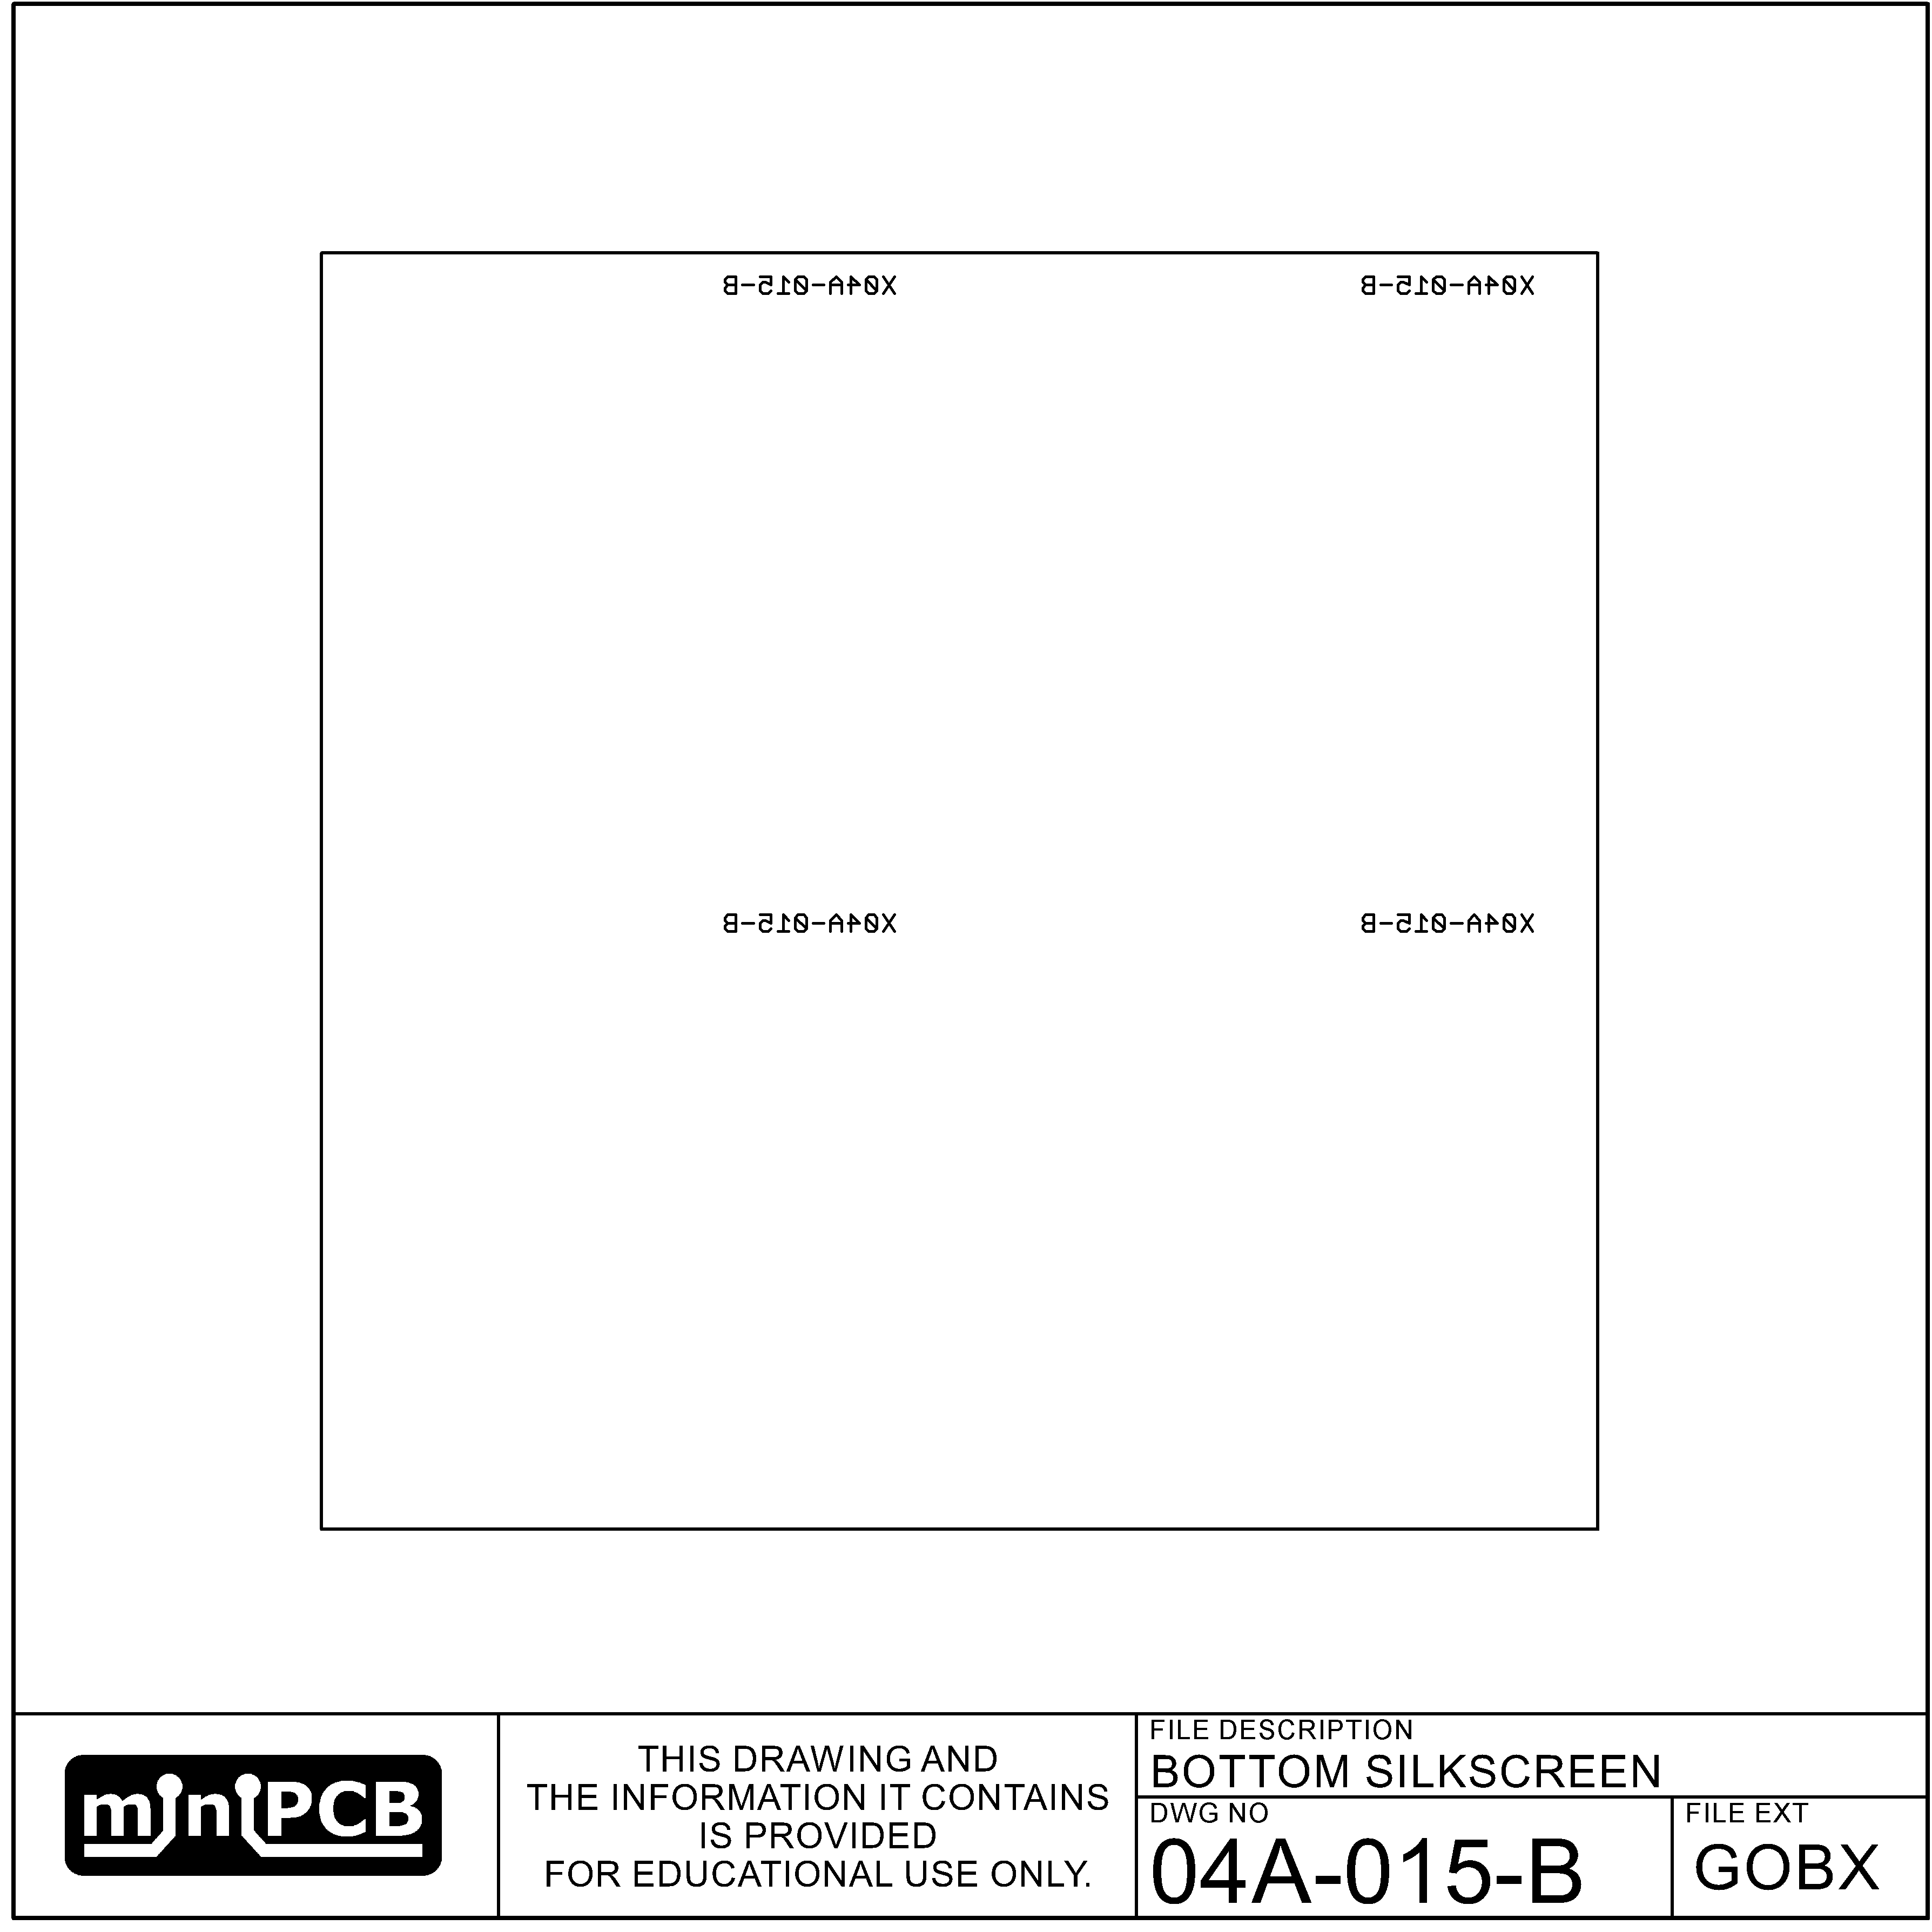 X04A-015-B X04A-015-B
X04A-015-B X04A-015-B
miniPCB
THIS DRAWING AND
THE INFORMATION IT CONTAINS
IS PROVIDED
FOR EDUCATIONAL USE ONLY.
FILE DESCRIPTION
BOTTOM SILKSCREEN
DWG NO
04A-015-B
FILE EXT
GOBX